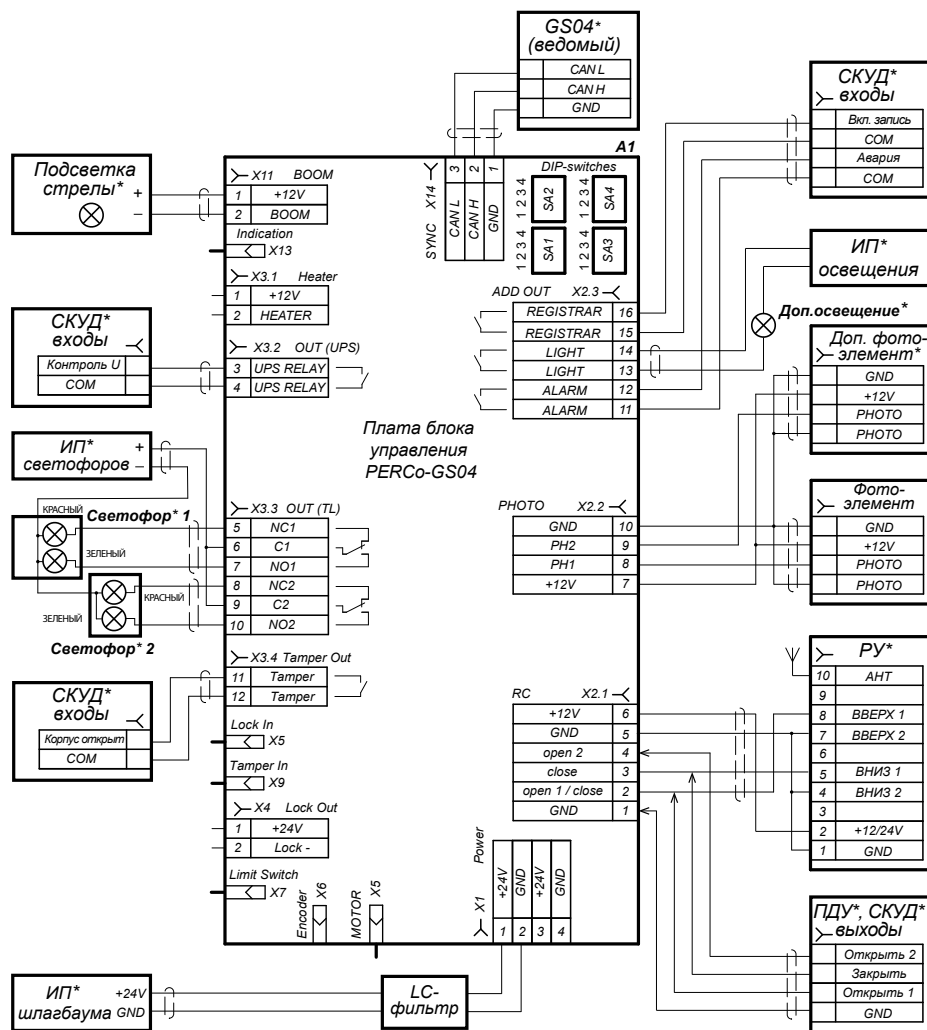 GS04*
(ведомый)
CAN L
CAN H
GND
СКУД*
входы
Вкл. запись
COM
Авария
COM
A1
Подсветка
стрелы*
+
−
X11 BOOM
1 +12V
2 BOOM
Indication
X13
X3.1 Heater
1 +12V
2 HEATER
SYNC X14
3 2 1
CAN L
CAN H
GND
DIP-switches
1 2 3 4
SA2
1 2 3 4
SA4
1 2 3 4
SA1
1 2 3 4
SA3
ИП*
освещения
Доп.освещение*
ADD OUT X2.3
REGISTRAR 16
REGISTRAR 15
LIGHT 14
LIGHT 13
ALARM 12
ALARM 11
СКУД*
входы
Контроль U
COM
X3.2 OUT (UPS)
3 UPS RELAY
4 UPS RELAY
Доп. фото-
элемент*
GND
+12V
PHOTO
PHOTO
Плата блока
управления
PERCo-GS04
ИП*
светофоров
+
−
КРАСНЫЙ
Светофор* 1
ЗЕЛЕНЫЙ
КРАСНЫЙ
ЗЕЛЕНЫЙ
Светофор* 2
X3.3 OUT (TL)
5 NC1
6 C1
7 NO1
8 NC2
9 C2
10 NO2
PHOTO X2.2
GND 10
PH2 9
PH1 8
+12V 7
Фото-
элемент
GND
+12V
PHOTO
PHOTO
X3.4 Tamper Out
11 Tamper
12 Tamper
СКУД*
входы
Корпус открыт
COM
Lock In
X5
Tamper In
X9
X4 Lock Out
1 +24V
2 Lock -
Limit Switch
X7
Encoder
X6
MOTOR
X5
RC X2.1
+12V 6
GND 5
open 2 4
close 3
open 1 / close 2
GND 1
РУ*
10 АНТ
9
8 ВВЕРХ 1
7 ВВЕРХ 2
6
5 ВНИЗ 1
4 ВНИЗ 2
3
2 +12/24V
1 GND
X1 Power
+24V
GND
+24V
GND
1 2 3 4
ПДУ*, СКУД*
выходы
Открыть 2
Закрыть
Открыть 1
GND
ИП*
шлагбаума
+24V
GND
LC-
фильтр